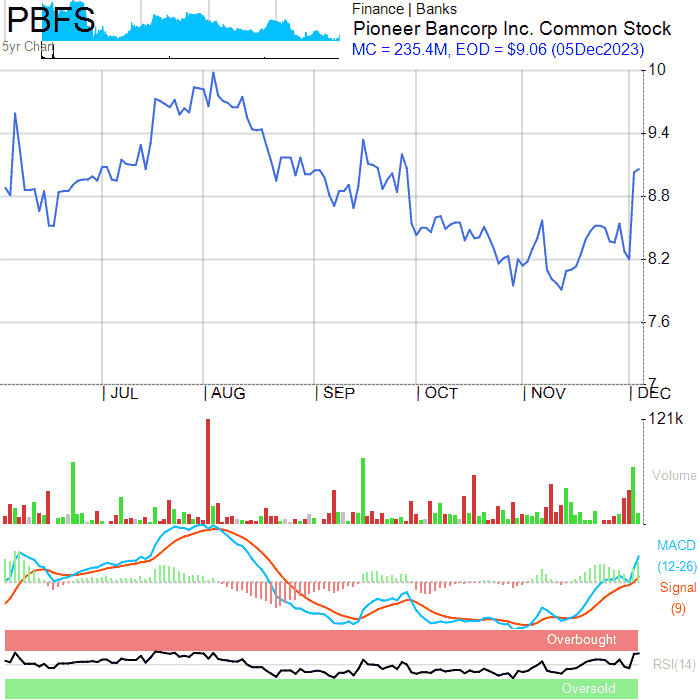 PBFS
5yr Chart
Finance | Banks
Pioneer Bancorp Inc. Common Stock
MC = 235.4M, EOD = $9.06 (05Dec2023)
10
9.4
8.8
8.2
7.6
7
| JUL | AUG | SEP | OCT | NOV | DEC
121k
Volume
MACD
(12-26)
Signal
(9)
Overbought
RSI(14)
Oversold